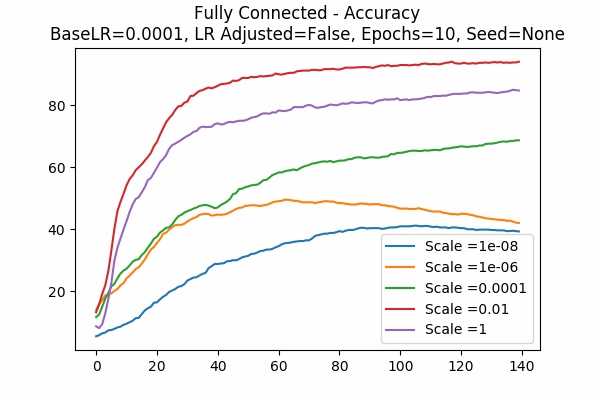 Fully Connected - Accuracy
BaseLR=0.0001, LR Adjusted=False, Epochs=10, Seed=None
80
60
40
20
Scale =1e-08
Scale =1e-06
Scale =0.0001
Scale =0.01
Scale =1
0 20 40 60 80 100 120 140